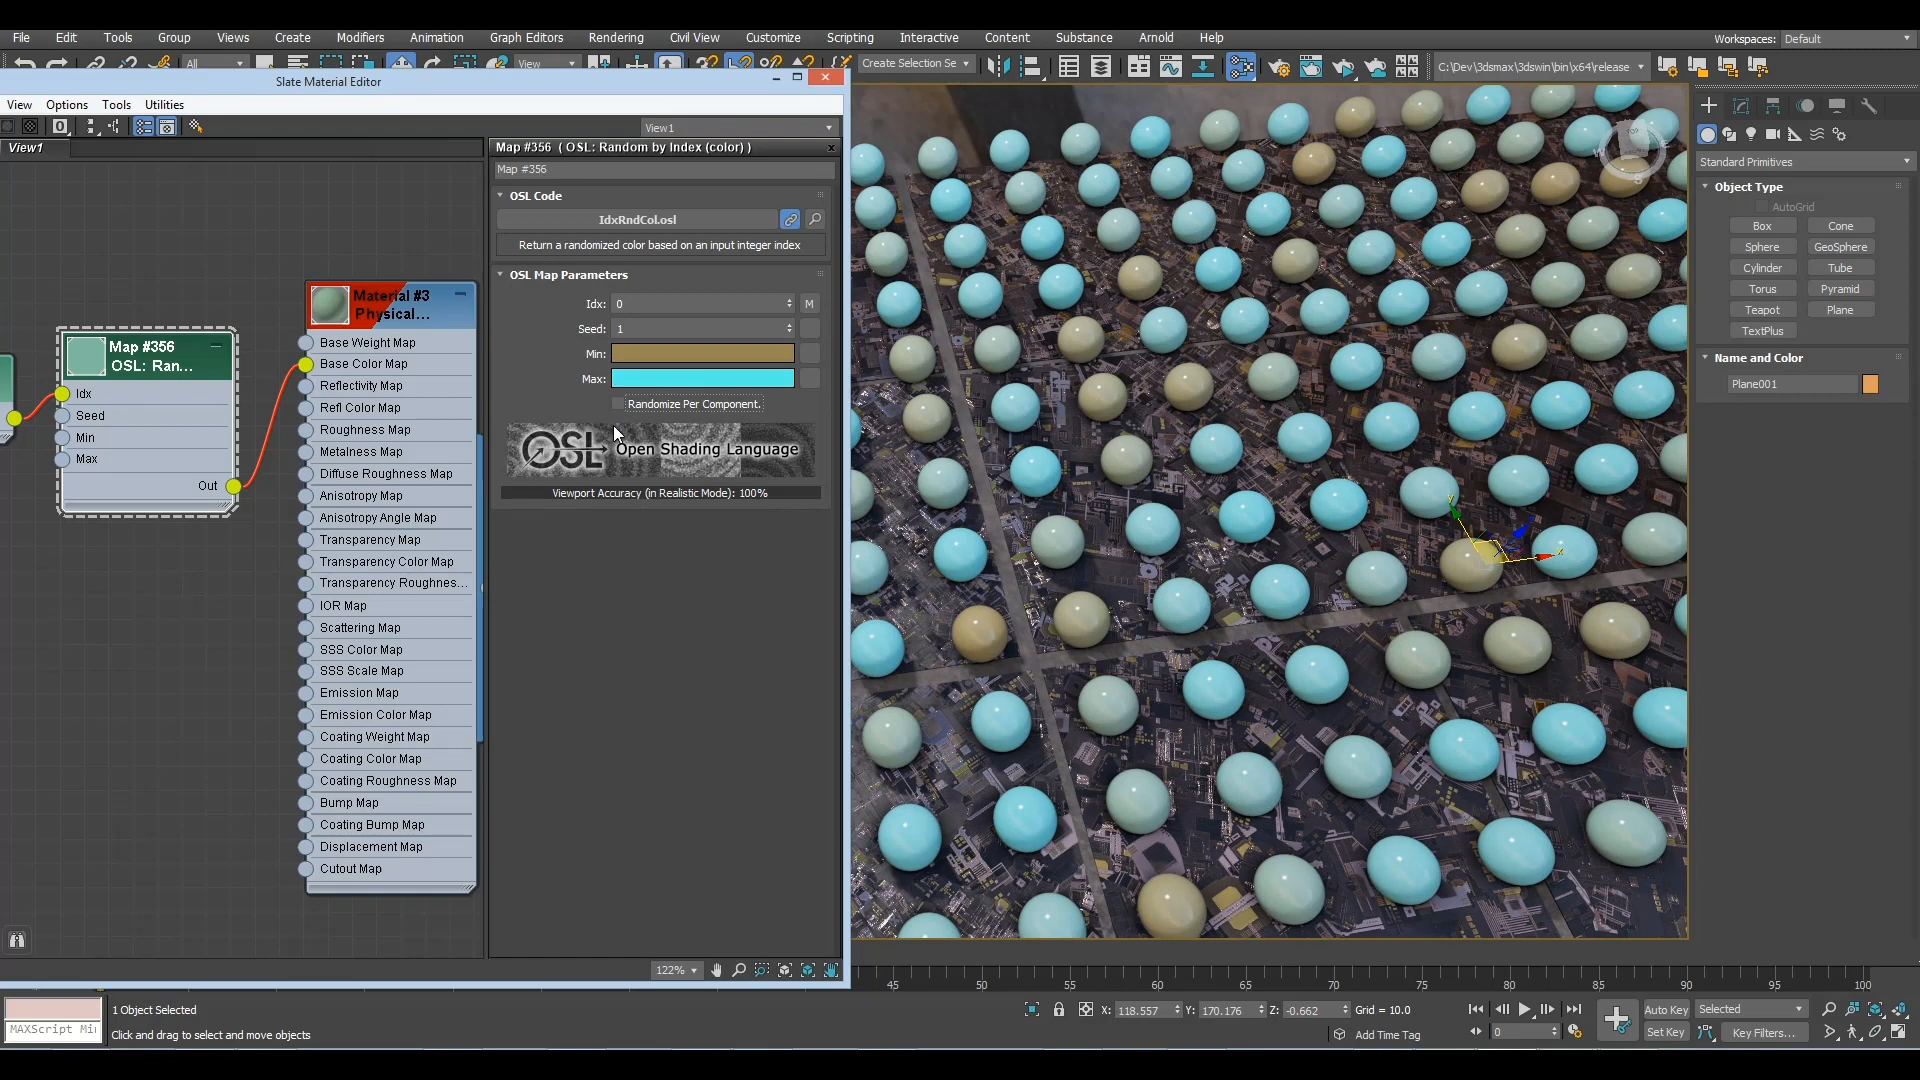 File Edit Tools Group Views Create Modifiers Animation Graph Editors Rendering Civil View Customize Scripting Interactive Content Substance Arnold Help
Workspaces: Default
All View Create Selection Se C:\Dev\3dsmax\3dswin\bin\x64\release
Slate Material Editor
View Options Tools Utilities
View1
View1
Map #356 ( OSL: Random by Index (color) )
Map #356
OSL Code
IdxRndCol.osl
Return a randomized color based on an input integer index
OSL Map Parameters
Idx: 0 M
Seed: 1
Min:
Max:
Randomize Per Component.
OSL Open Shading Language
Viewport Accuracy (in Realistic Mode): 100%
Map #356
OSL: Ran...
Idx
Seed
Min
Max
Out
Material #3
Physical...
Base Weight Map
Base Color Map
Reflectivity Map
Refl Color Map
Roughness Map
Metalness Map
Diffuse Roughness Map
Anisotropy Map
Anisotropy Angle Map
Transparency Map
Transparency Color Map
Transparency Roughnes...
IOR Map
Scattering Map
SSS Color Map
SSS Scale Map
Emission Map
Emission Color Map
Coating Weight Map
Coating Color Map
Coating Roughness Map
Bump Map
Coating Bump Map
Displacement Map
Cutout Map
122%
TOP
y
x
Standard Primitives
Object Type
AutoGrid
Box Cone
Sphere GeoSphere
Cylinder Tube
Torus Pyramid
Teapot Plane
TextPlus
Name and Color
Plane001
45 50 55 60 65 70 75 80 85 90 95 100
1 Object Selected
X: 118.557 Y: 170.176 Z: -0.662 Grid = 10.0
Auto Key Selected
MAXScript Mi
Click and drag to select and move objects
Add Time Tag
0
Set Key Key Filters...